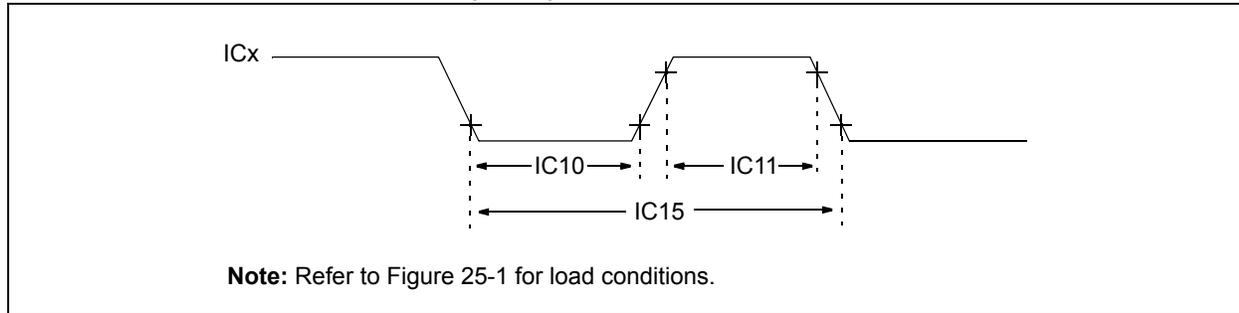 ICx
IC10
IC11
IC15
Note: Refer to Figure 25-1 for load conditions.